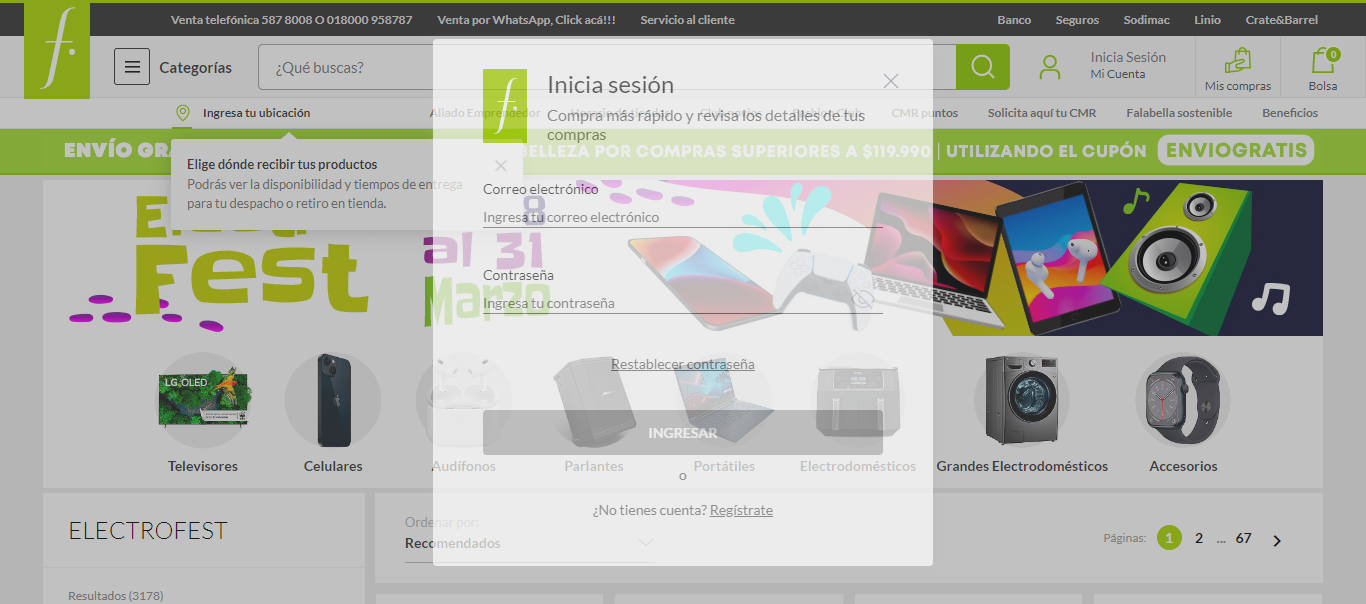 Venta telefónica 587 8008 O 018000 958787
Venta por WhatsApp, Click acá!!!
Servicio al cliente
Banco
Seguros
Sodimac
Linio
Crate&Barrel
f.
Categorías
¿Qué buscas?
Inicia Sesión
Mi Cuenta
Mis compras
0
Bolsa
Ingresa tu ubicación
Aliado Emprendedor
CMR puntos
Solicita aquí tu CMR
Falabella sostenible
Beneficios
ENVÍO GRA
BELLEZA POR COMPRAS SUPERIORES A $119.990 | UTILIZANDO EL CUPÓN
ENVIOGRATIS
Elige dónde recibir tus productos
Podrás ver la disponibilidad y tiempos de entrega
para tu despacho o retiro en tienda.
f.
Inicia sesión
Compra más rápido y revisa los detalles de tus
compras
Correo electrónico
Ingresa tu correo electrónico
Contraseña
Ingresa tu contraseña
Restablecer contraseña
INGRESAR
o
¿No tienes cuenta? Regístrate
Fest
8
al 31
Marzo
LG OLED
Televisores
Celulares
Audífonos
Parlantes
Portátiles
Electrodomésticos
Grandes Electrodomésticos
Accesorios
ELECTROFEST
Resultados (3178)
Ordenar por:
Recomendados
Páginas:
1
2
...
67